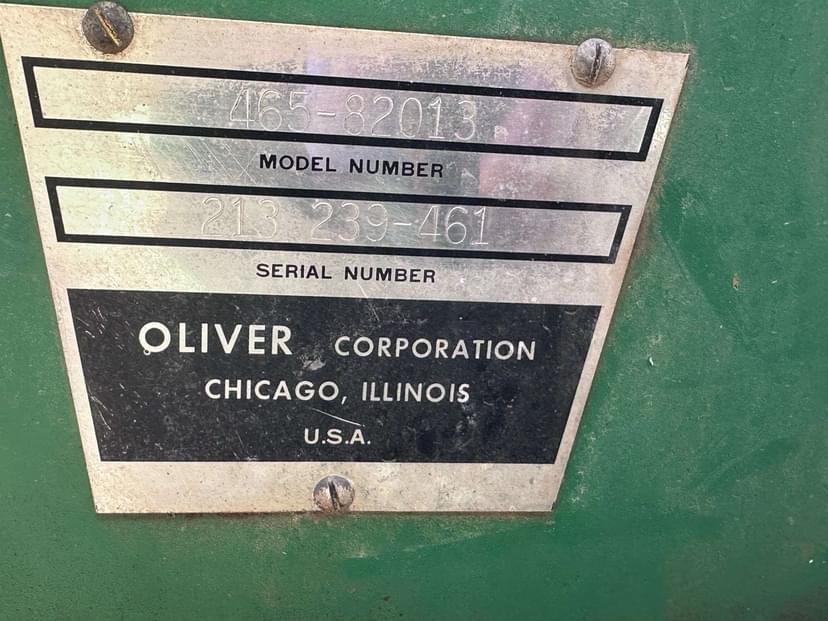 465-82013
MODEL NUMBER
213 239-461
SERIAL NUMBER
OLIVER CORPORATION
CHICAGO, ILLINOIS
U.S.A.